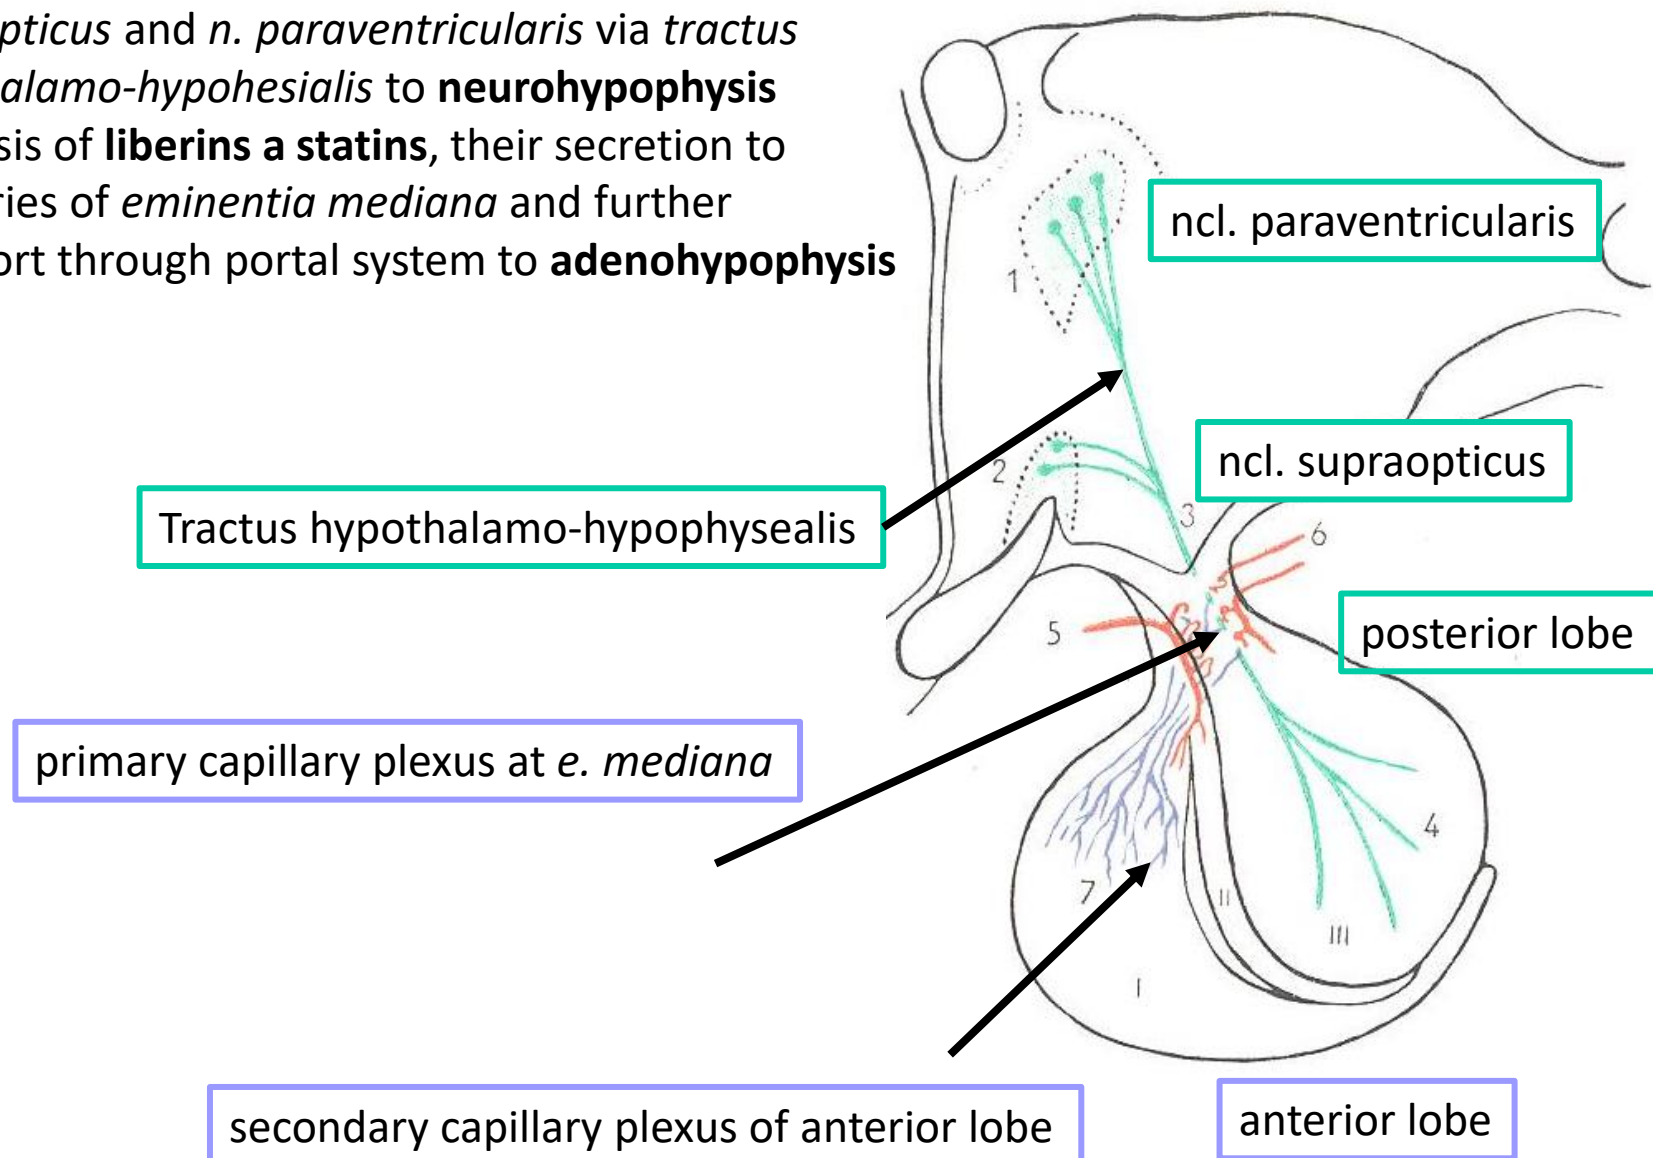 pticus and n. paraventricularis via tractus
alamo-hypohesialis to neurohypophysis
sis of liberins a statins, their secretion to
ries of eminentia mediana and further
ort through portal system to adenohypophysis
ncl. paraventricularis
1
ncl. supraopticus
2
Tractus hypothalamo-hypophysealis
3
6
5
posterior lobe
primary capillary plexus at e. mediana
4
7
II
III
I
secondary capillary plexus of anterior lobe
anterior lobe